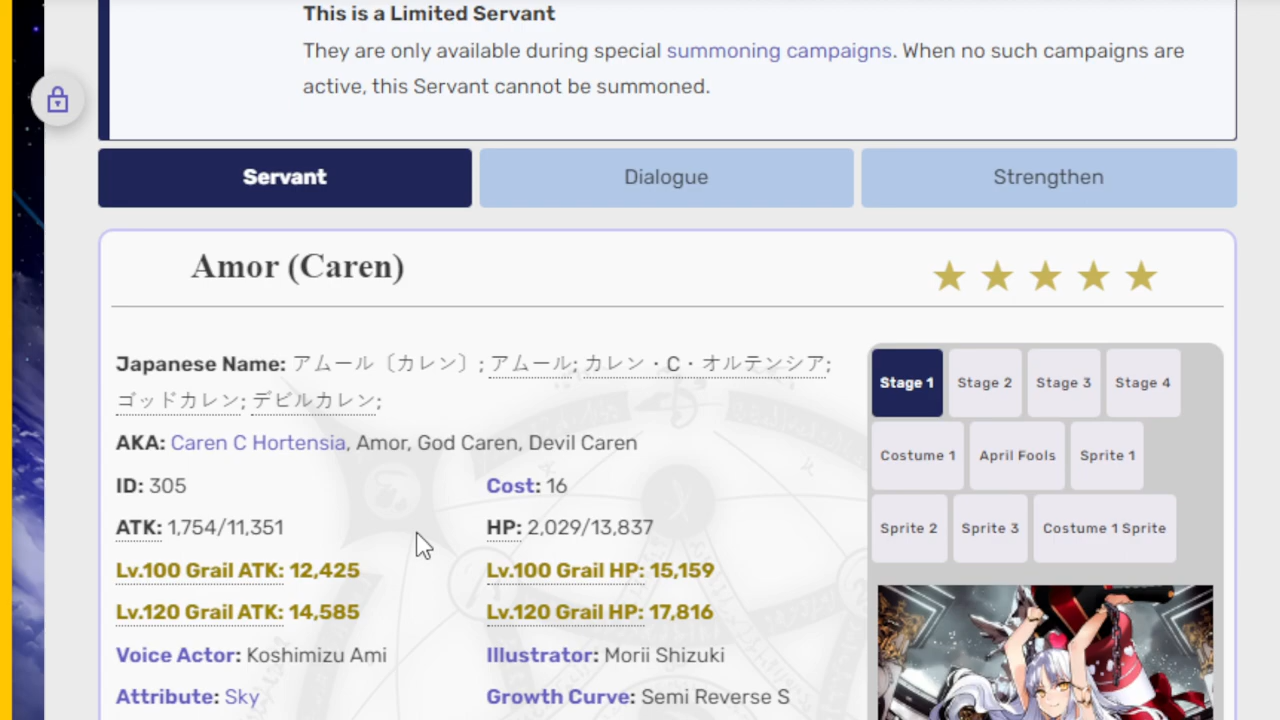 This is a Limited Servant
They are only available during special summoning campaigns. When no such campaigns are
active, this Servant cannot be summoned.
Servant
Dialogue
Strengthen
Amor (Caren)
Japanese Name: アムール〔カレン〕; アムール; カレン・C・オルテンシア;
ゴッドカレン; デビルカレン;
AKA: Caren C Hortensia, Amor, God Caren, Devil Caren
ID: 305
Cost: 16
ATK: 1,754/11,351
HP: 2,029/13,837
Lv.100 Grail ATK: 12,425
Lv.100 Grail HP: 15,159
Lv.120 Grail ATK: 14,585
Lv.120 Grail HP: 17,816
Voice Actor: Koshimizu Ami
Illustrator: Morii Shizuki
Attribute: Sky
Growth Curve: Semi Reverse S
Stage 1
Stage 2
Stage 3
Stage 4
Costume 1
April Fools
Sprite 1
Sprite 2
Sprite 3
Costume 1 Sprite